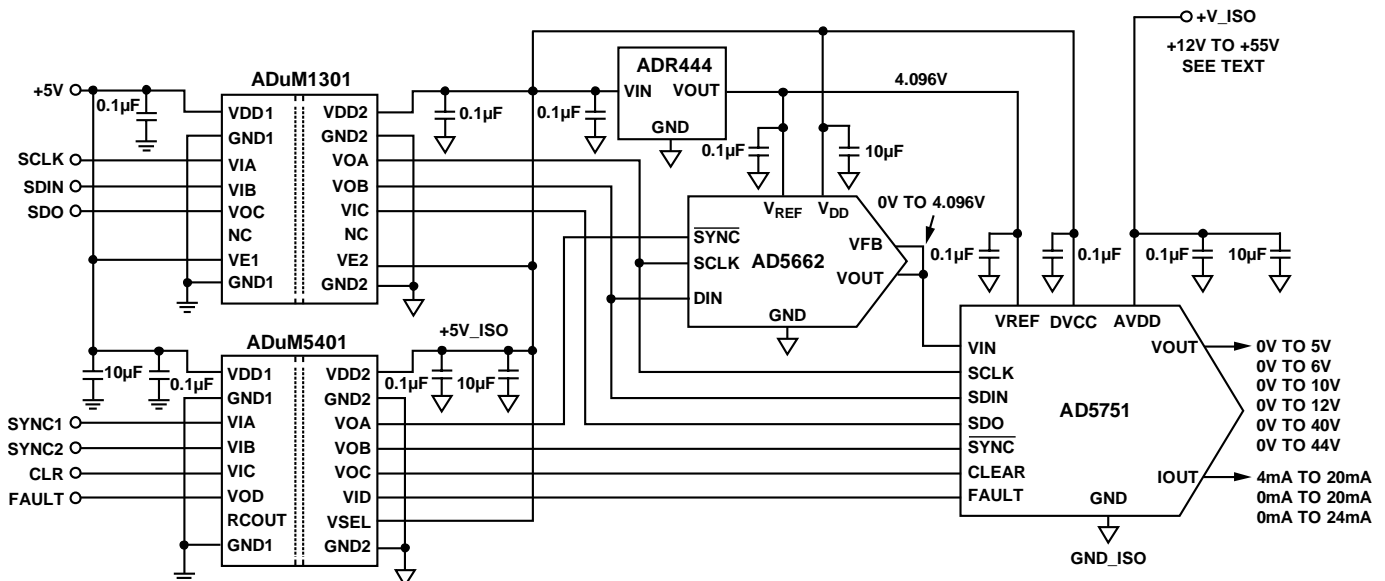 +V_ISO
+12V TO +55V
SEE TEXT
ADuM1301
+5V
0.1µF
VDD1
GND1
VIA
VIB
VOC
NC
VE1
GND1
VDD2
GND2
VOA
VOB
VIC
NC
VE2
GND2
SCLK
SDIN
SDO
0.1µF
0.1µF
ADR444
VIN
VOUT
GND
4.096V
0.1µF
10µF
VREF
VDD
0V TO 4.096V
SYNC
SCLK
DIN
AD5662
VFB
VOUT
GND
0.1µF
0.1µF
0.1µF
10µF
ADuM5401
10µF
0.1µF
VDD1
GND1
VIA
VIB
VIC
VOD
RCOUT
GND1
VDD2
GND2
VOA
VOB
VOC
VID
VSEL
GND2
SYNC1
SYNC2
CLR
FAULT
+5V_ISO
0.1µF
10µF
VREF
DVCC
AVDD
VIN
SCLK
SDIN
SDO
SYNC
CLEAR
FAULT
AD5751
VOUT
IOUT
GND
GND_ISO
0V TO 5V
0V TO 6V
0V TO 10V
0V TO 12V
0V TO 40V
0V TO 44V
4mA TO 20mA
0mA TO 20mA
0mA TO 24mA